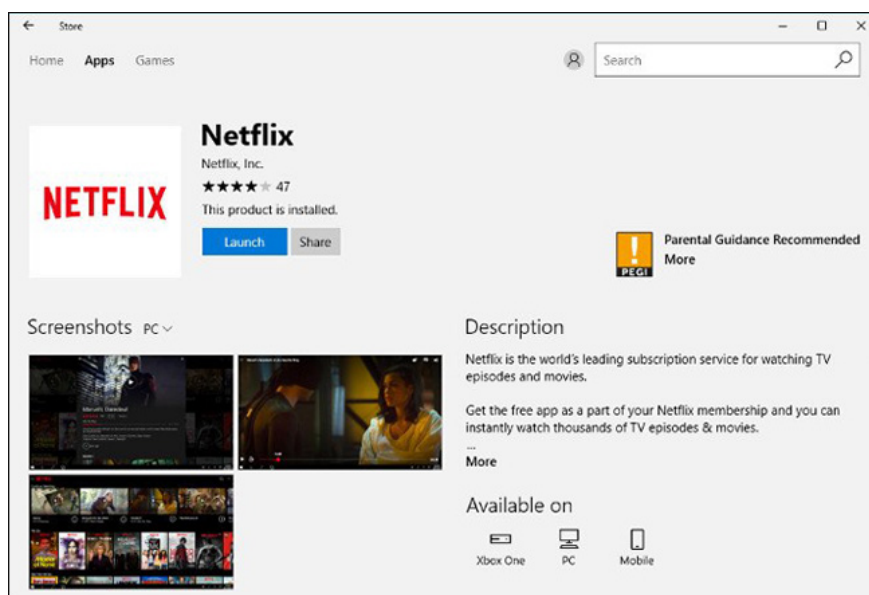 Store
Home Apps Games
Search
NETFLIX
Netflix
Netflix, Inc.
47
This product is installed.
Launch Share
PEGI
Parental Guidance Recommended
More
Screenshots PC
Description
Netflix is the world's leading subscription service for watching TV
episodes and movies.
Get the free app as a part of your Netflix membership and you can
instantly watch thousands of TV episodes & movies.
...
More
Available on
Xbox One PC Mobile